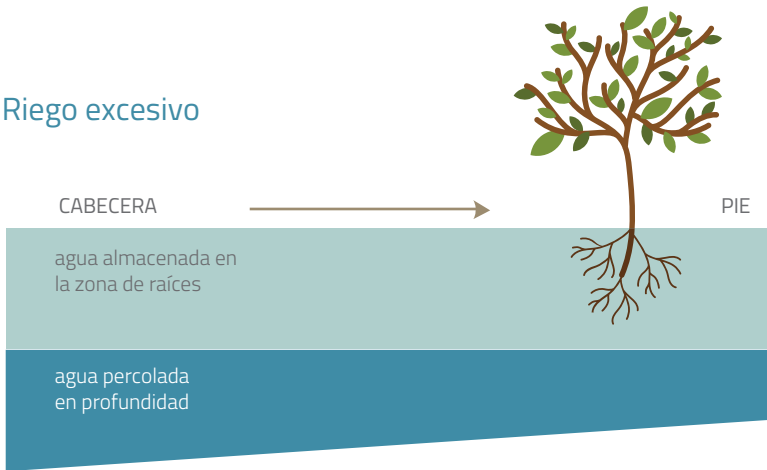 Riego excesivo
CABECERA
PIE
agua almacenada en
la zona de raíces
agua percolada
en profundidad